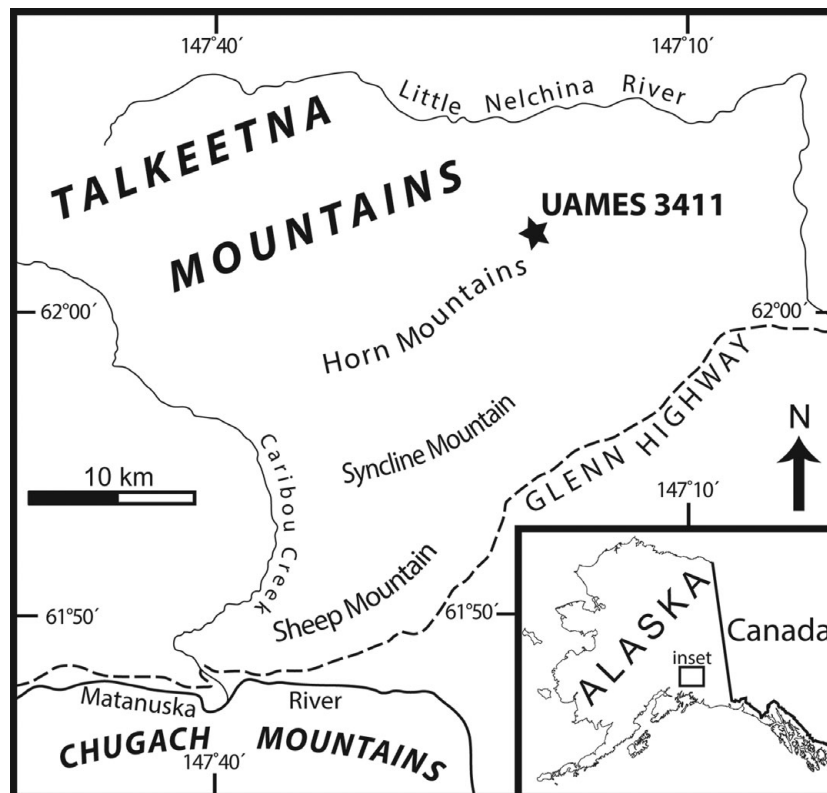 147°40´ 147°10´
Little Nelchina River
TALKEETNA
MOUNTAINS
UAMES 3411
Horn Mountains
62°00´ 62°00´
GLENN HIGHWAY
Syncline Mountain
N
Caribou Creek
10 km
147°10´
Sheep Mountain
61°50´ 61°50´
ALASKA
Canada
inset
Matanuska River
CHUGACH MOUNTAINS
147°40´